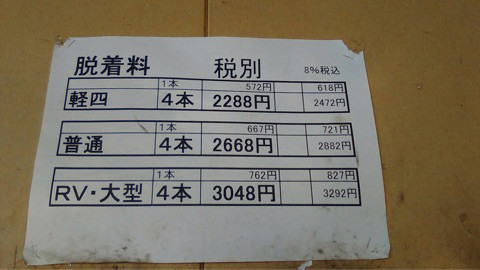 脱着料 税別 8%税込
1本 572円 618円
軽四 4本 2288円 2472円
1本 667円 721円
普通 4本 2668円 2882円
1本 762円 827円
RV・大型 4本 3048円 3292円